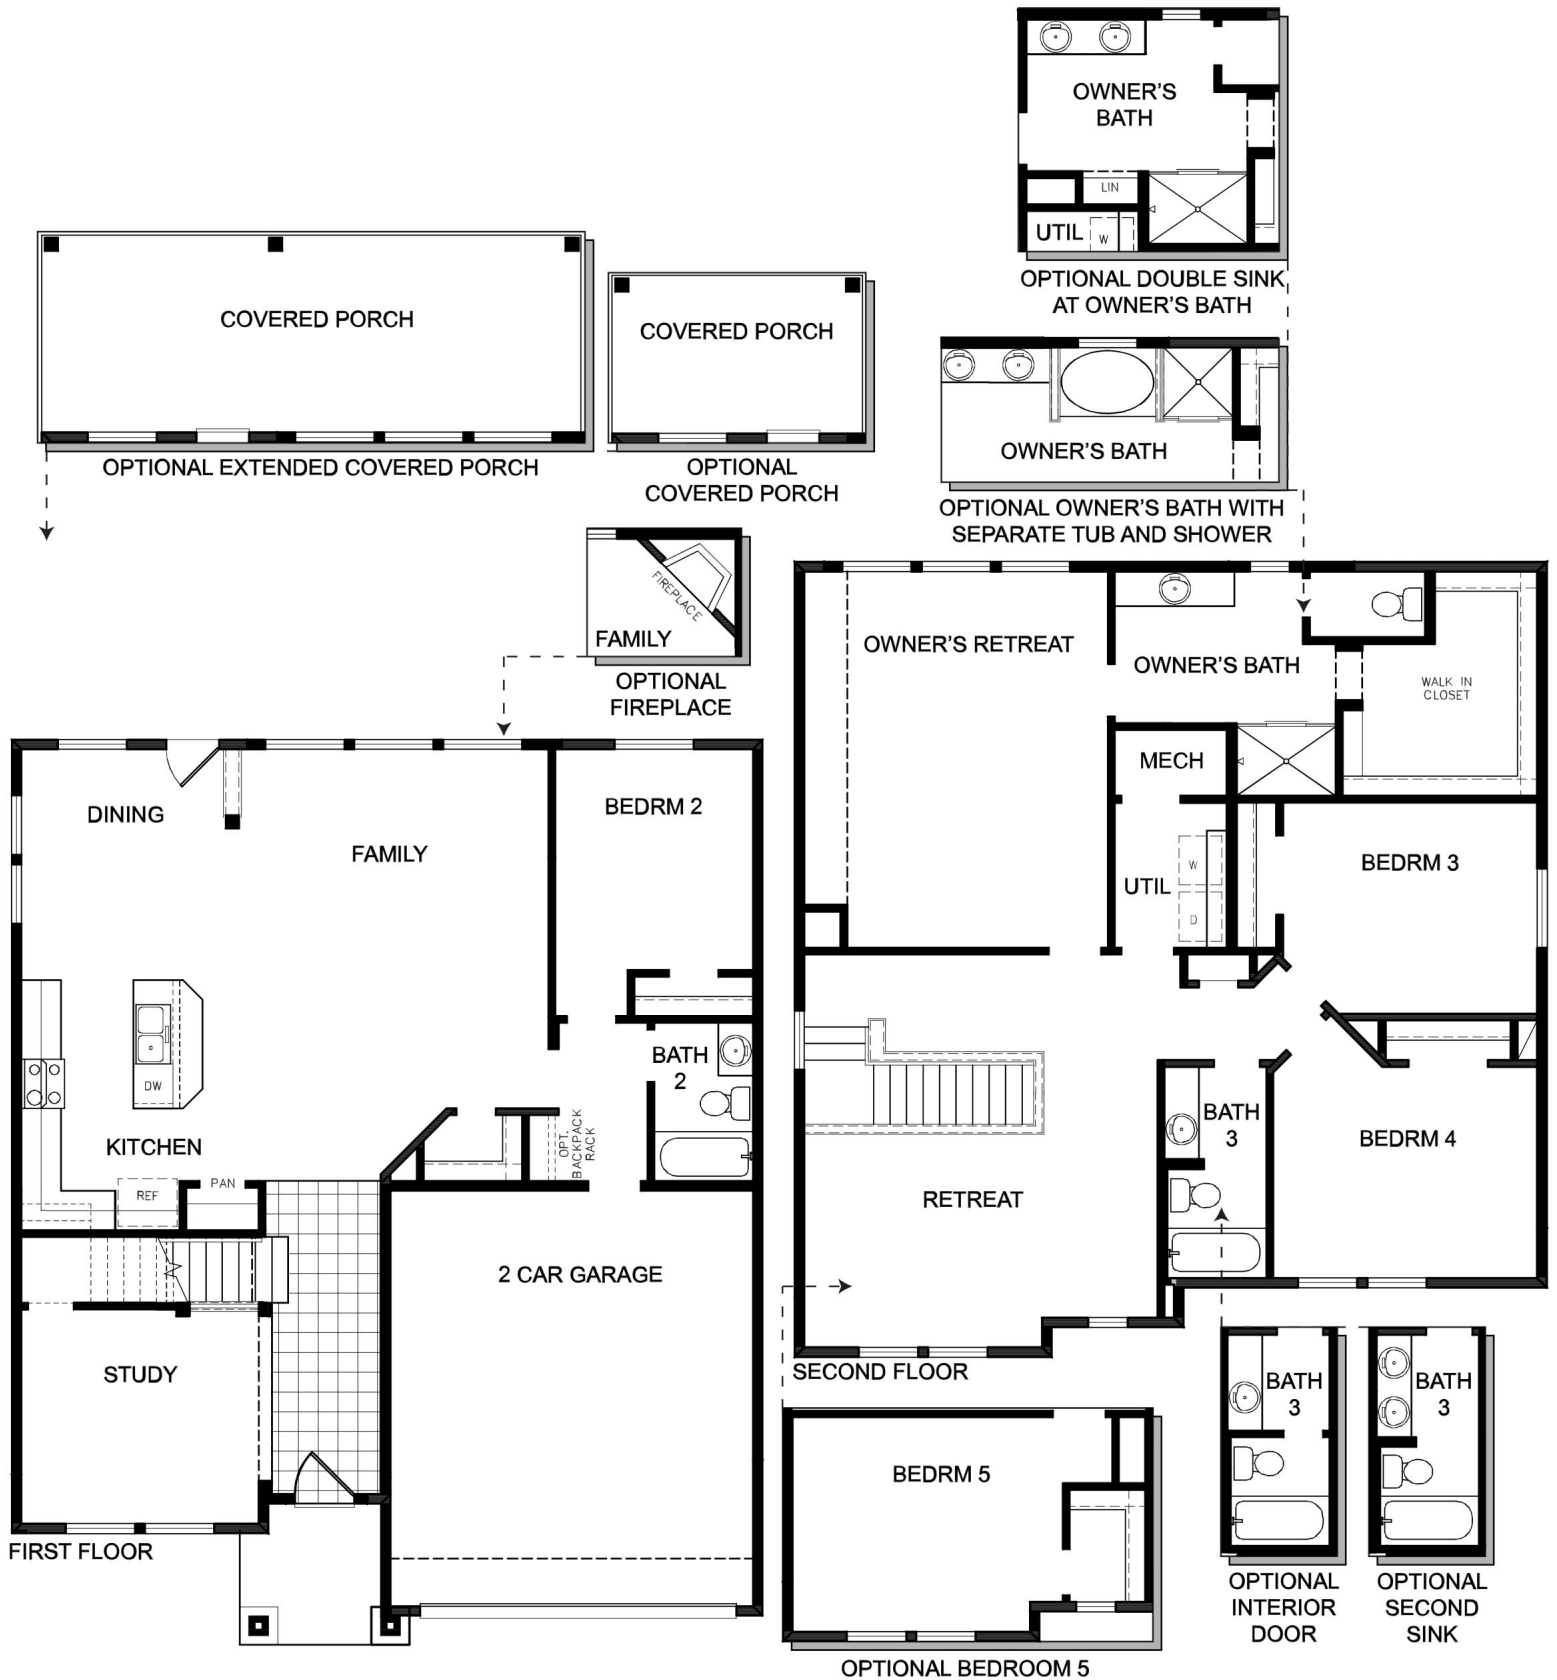 OWNER'S
BATH
LIN
UTIL
W
OPTIONAL DOUBLE SINK
AT OWNER'S BATH
COVERED PORCH
OPTIONAL EXTENDED COVERED PORCH
COVERED PORCH
OPTIONAL
COVERED PORCH
OWNER'S BATH
OPTIONAL OWNER'S BATH WITH
SEPARATE TUB AND SHOWER
FIREPLACE
FAMILY
OPTIONAL
FIREPLACE
DINING
FAMILY
BEDRM 2
BATH
2
DW
KITCHEN
OPT.
BACKPACK
RACK
REF
PAN
2 CAR GARAGE
STUDY
FIRST FLOOR
OWNER'S RETREAT
OWNER'S BATH
WALK IN
CLOSET
MECH
W
UTIL
D
BEDRM 3
BATH
3
BEDRM 4
RETREAT
SECOND FLOOR
BEDRM 5
OPTIONAL BEDROOM 5
BATH
3
OPTIONAL
INTERIOR
DOOR
BATH
3
OPTIONAL
SECOND
SINK